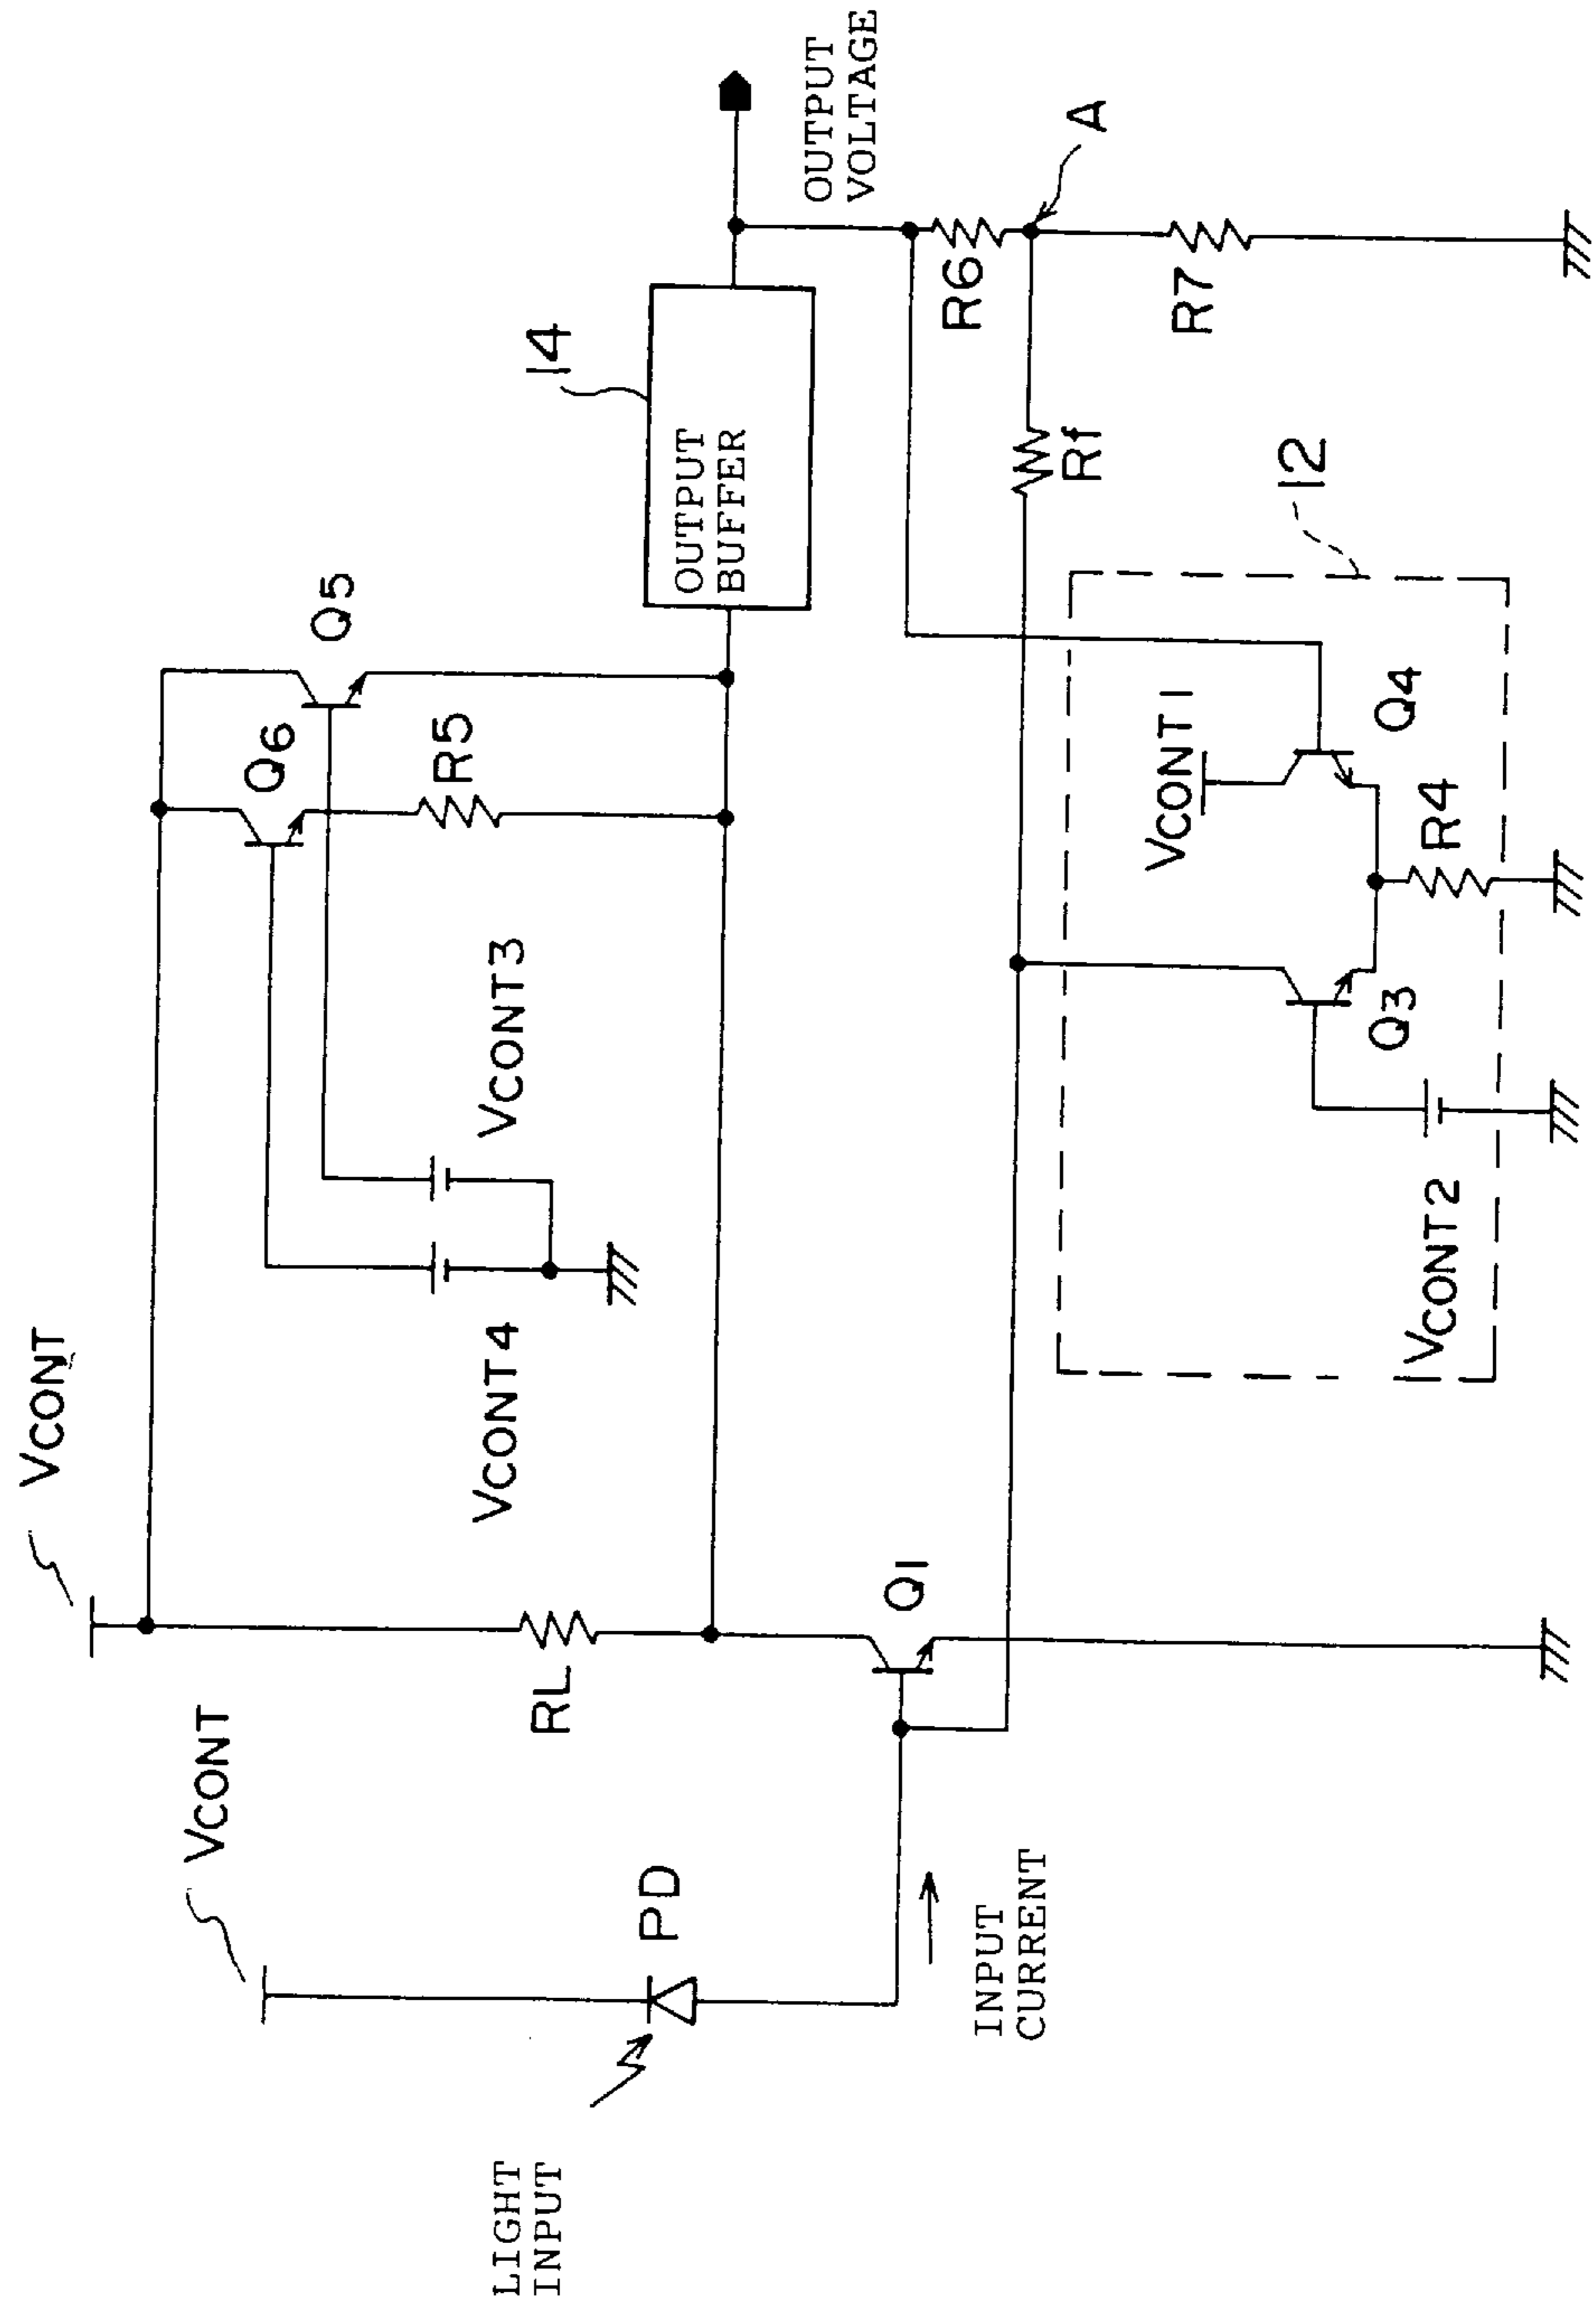 VCONT
VCONT
LIGHT
INPUT
PD
INPUT
CURRENT
RL
Q1
VCONT4
VCONT3
Q6
Q5
R5
OUTPUT
BUFFER
14
OUTPUT
VOLTAGE
R6
A
Rf
R7
12
VCONT1
Q4
Q3
R4
VCONT2